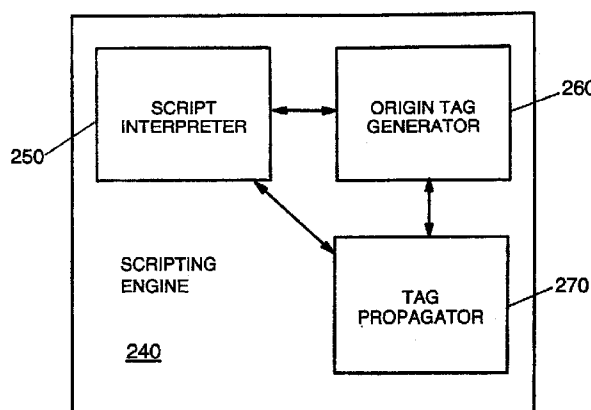 SCRIPT
INTERPRETER
250
ORIGIN TAG
GENERATOR
260
SCRIPTING
ENGINE
240
TAG
PROPAGATOR
270